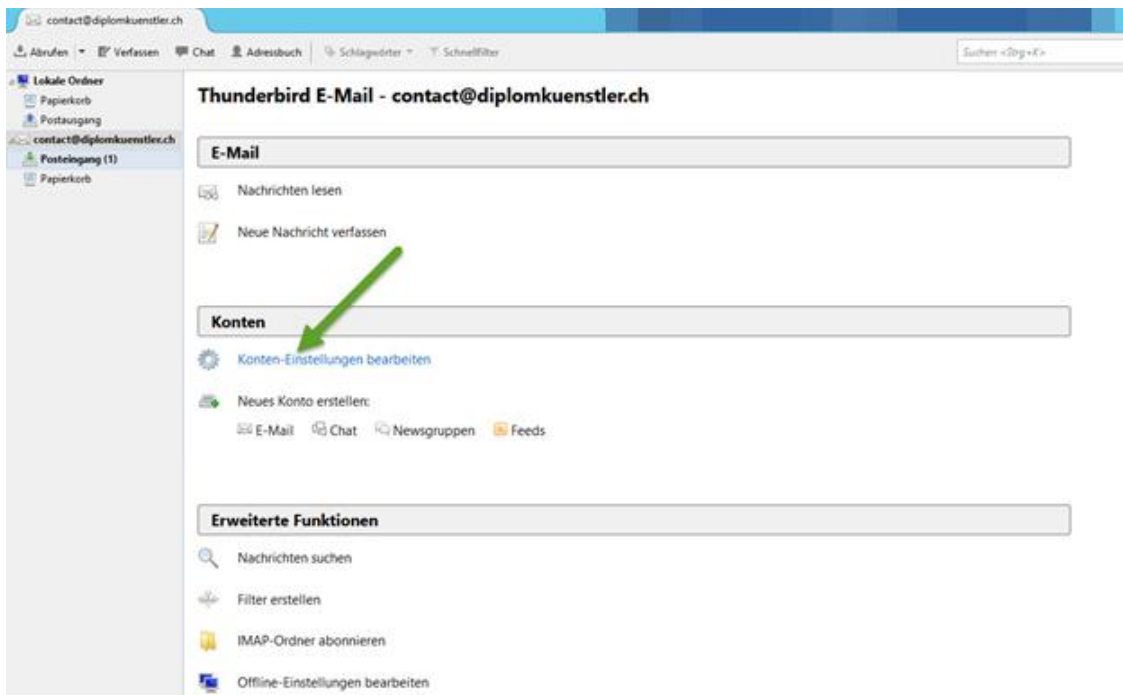 contact@diplomkuenstler.ch
Abrufen Verfassen Chat Adressbuch Schlagwörter Schnellfilter Suchen <Strg+K>
Lokale Ordner
Papierkorb
Postausgang
contact@diplomkuenstler.ch
Posteingang (1)
Papierkorb
Thunderbird E-Mail - contact@diplomkuenstler.ch
E-Mail
Nachrichten lesen
Neue Nachricht verfassen
Konten
Konten-Einstellungen bearbeiten
Neues Konto erstellen:
E-Mail Chat Newsgruppen Feeds
Erweiterte Funktionen
Nachrichten suchen
Filter erstellen
IMAP-Ordner abonnieren
Offline-Einstellungen bearbeiten